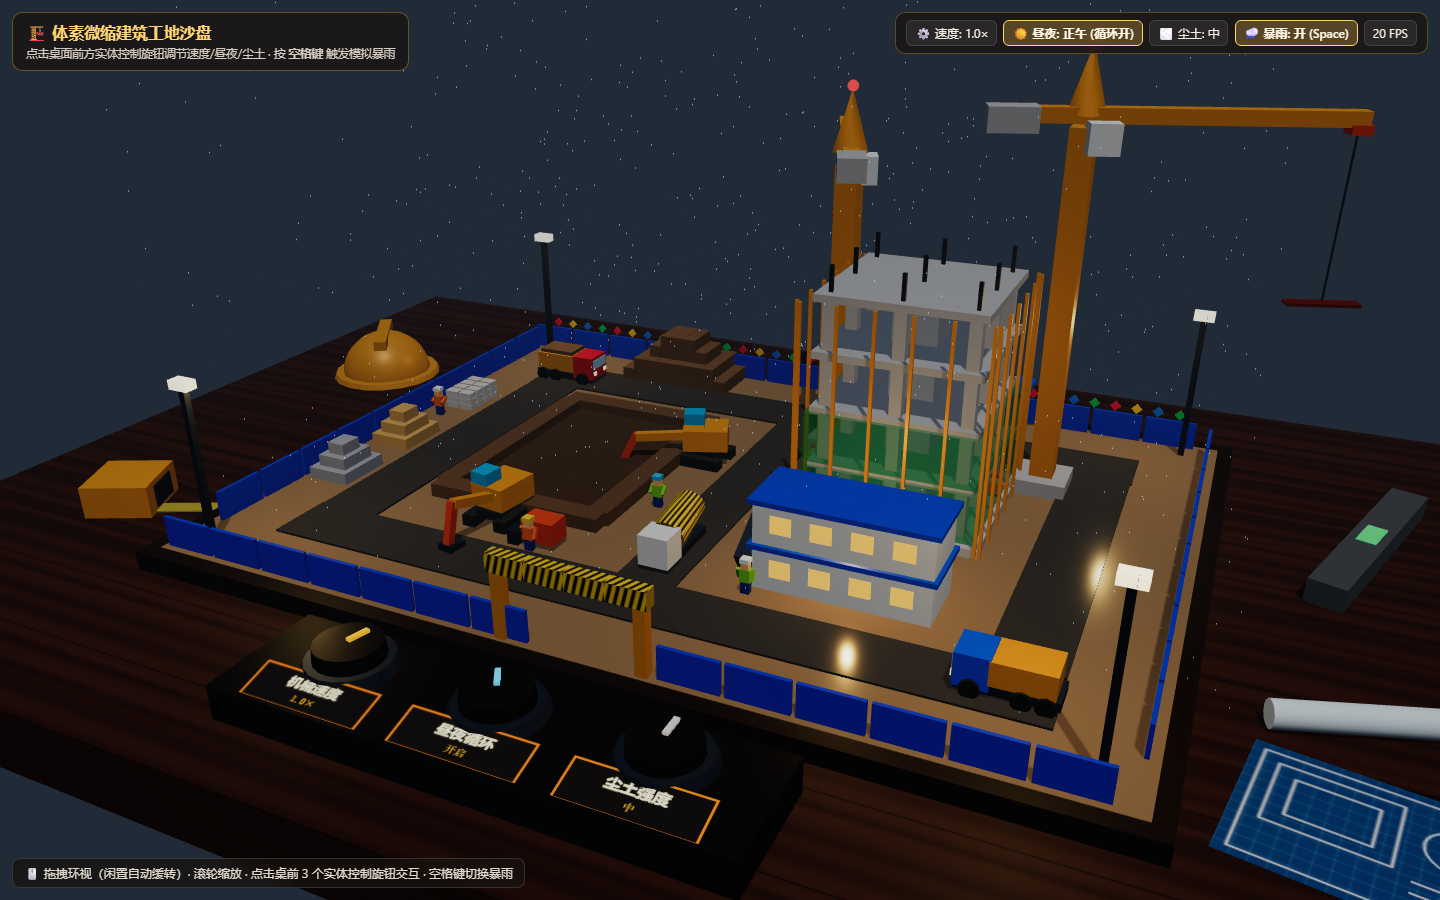 体素微缩建筑工地沙盘
点击桌面前方实体控制旋钮调节速度/昼夜/尘土 · 按 空格键 触发模拟暴雨
速度: 1.0×
昼夜: 正午 (循环开)
尘土: 中
暴雨: 开 (Space)
20 FPS
机械速度
1.0×
昼夜循环
开启
尘土强度
中
拖拽环视（闲置自动缓转）· 滚轮缩放 · 点击桌前 3 个实体控制旋钮交互 · 空格键切换暴雨